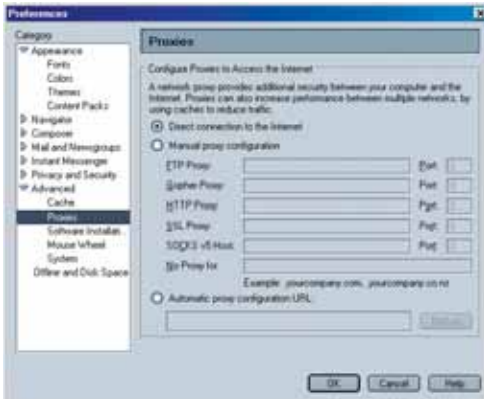 Preferences
Category
Appearance
Fonts
Colors
Themes
Content Packs
Navigator
Composer
Mail and Newsgroups
Instant Messenger
Privacy and Security
Advanced
Cache
Proxies
Software Installan
Mouse Wheel
System
Offline and Disk Space
Proxies
Configure Proxies to Access the Internet
A network proxy provides additional security between your computer and the
Internet. Proxies can also increase performance between multiple networks, by
using caches to reduce traffic.
Direct connection to the Internet
Manual proxy configuration
FTP Proxy: Port:
Gopher Proxy: Port:
HTTP Proxy: Port:
SSL Proxy: Port:
SOCKS v5 Host: Port:
No Proxy for:
Example: .yourcompany.com, .yourcompany.co.nz
Automatic proxy configuration URL:
OK Cancel Help